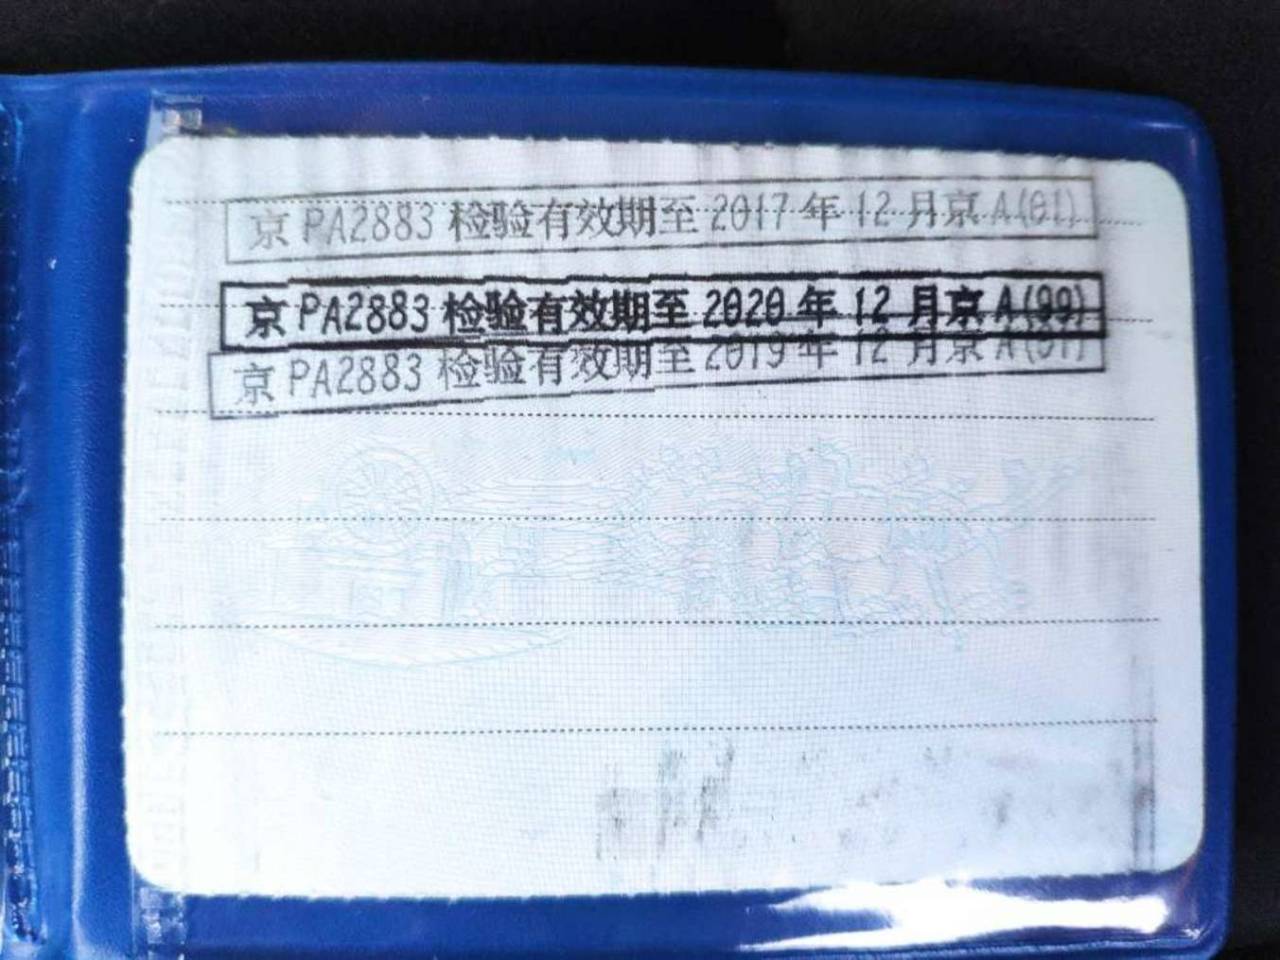 京 PA2883 检验有效期至 2017 年 12 月京 A(01)
京 PA2883 检验有效期至 2020 年 12 月京 A(99)
京 PA2883 检验有效期至 2019 年 12 月京 A(01)